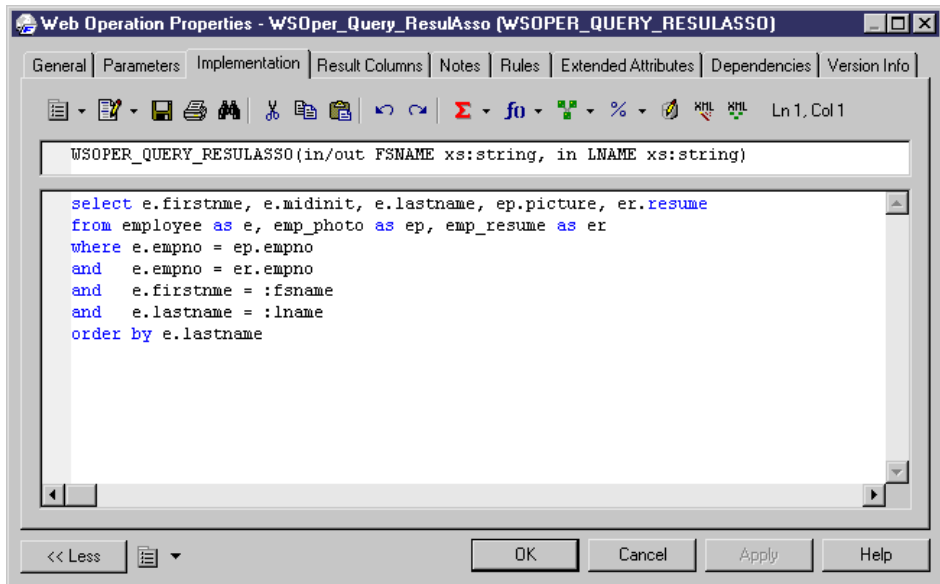 Web Operation Properties - WSOper_Query_ResulAsso (WSOPER_QUERY_RESULASSO)
General Parameters Implementation Result Columns Notes Rules Extended Attributes Dependencies Version Info
Σ f() % XML XML Ln 1, Col 1
WSOPER_QUERY_RESULASSO(in/out FSNAME xs:string, in LNAME xs:string)
select e.firstnme, e.midinit, e.lastname, ep.picture, er.resume
from employee as e, emp_photo as ep, emp_resume as er
where e.empno = ep.empno
and   e.empno = er.empno
and   e.firstnme = :fsname
and   e.lastname = :lname
order by e.lastname
<< Less OK Cancel Apply Help